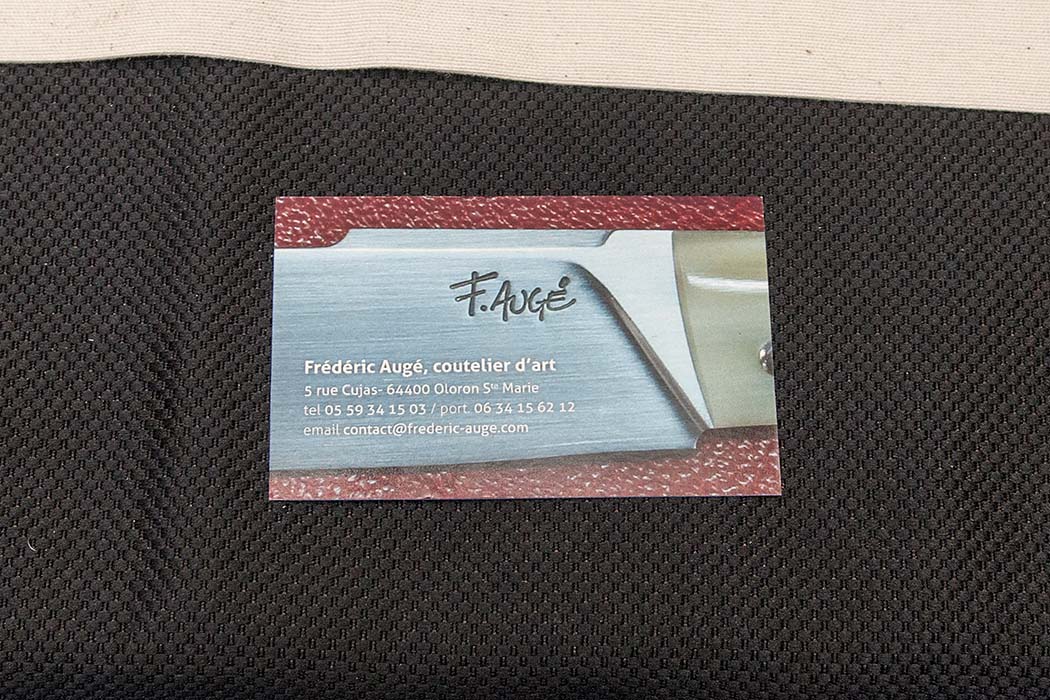 F. AUGÉ
Frédéric Augé, coutelier d'art
5 rue Cujas- 64400 Oloron Ste Marie
tel 05 59 34 15 03 / port. 06 34 15 62 12
email contact@frederic-auge.com